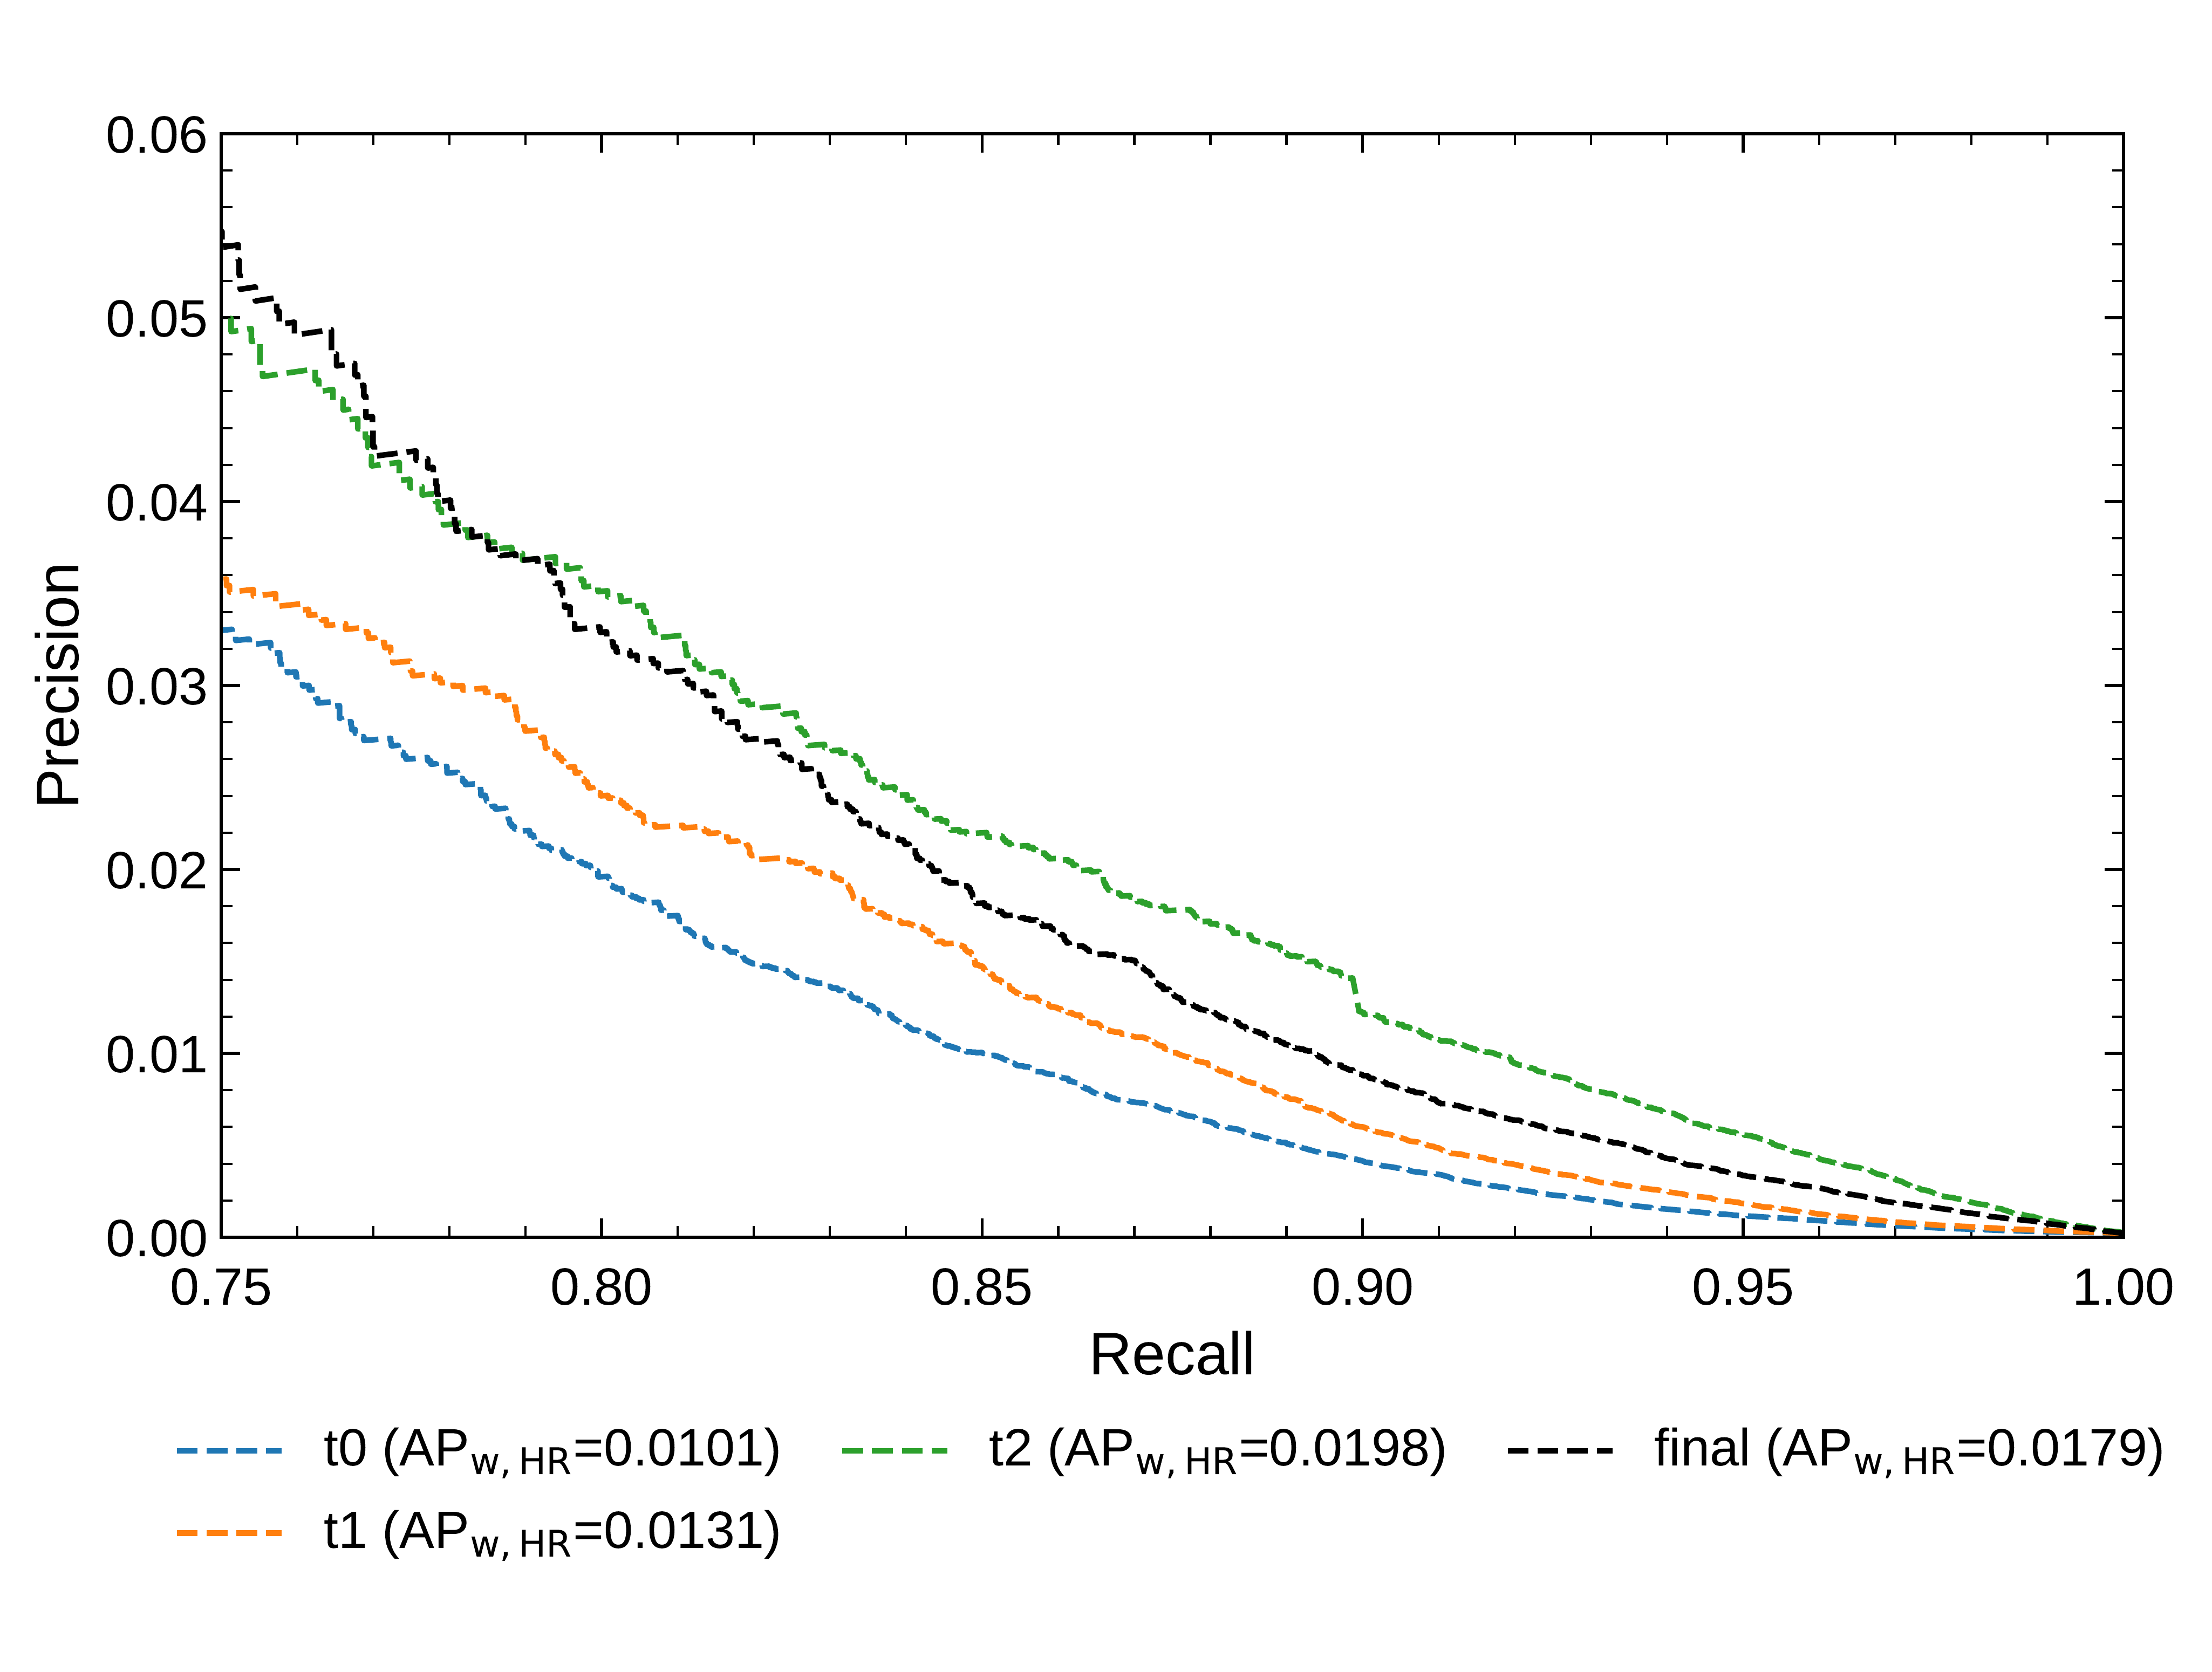 0.06
0.05
0.04
0.03
0.02
0.01
0.00
Precision
0.75 0.80 0.85 0.90 0.95 1.00
Recall
t0 (APw, HR=0.0101) t2 (APw, HR=0.0198) final (APw, HR=0.0179)
t1 (APw, HR=0.0131)